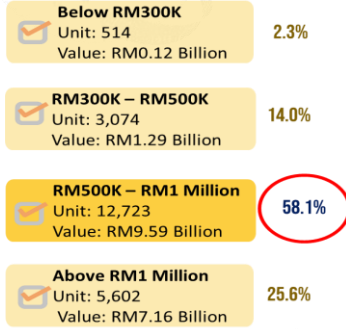 Below RM300K
Unit: 514
Value: RM0.12 Billion
2.3%
RM300K – RM500K
Unit: 3,074
Value: RM1.29 Billion
14.0%
RM500K – RM1 Million
Unit: 12,723
Value: RM9.59 Billion
58.1%
Above RM1 Million
Unit: 5,602
Value: RM7.16 Billion
25.6%